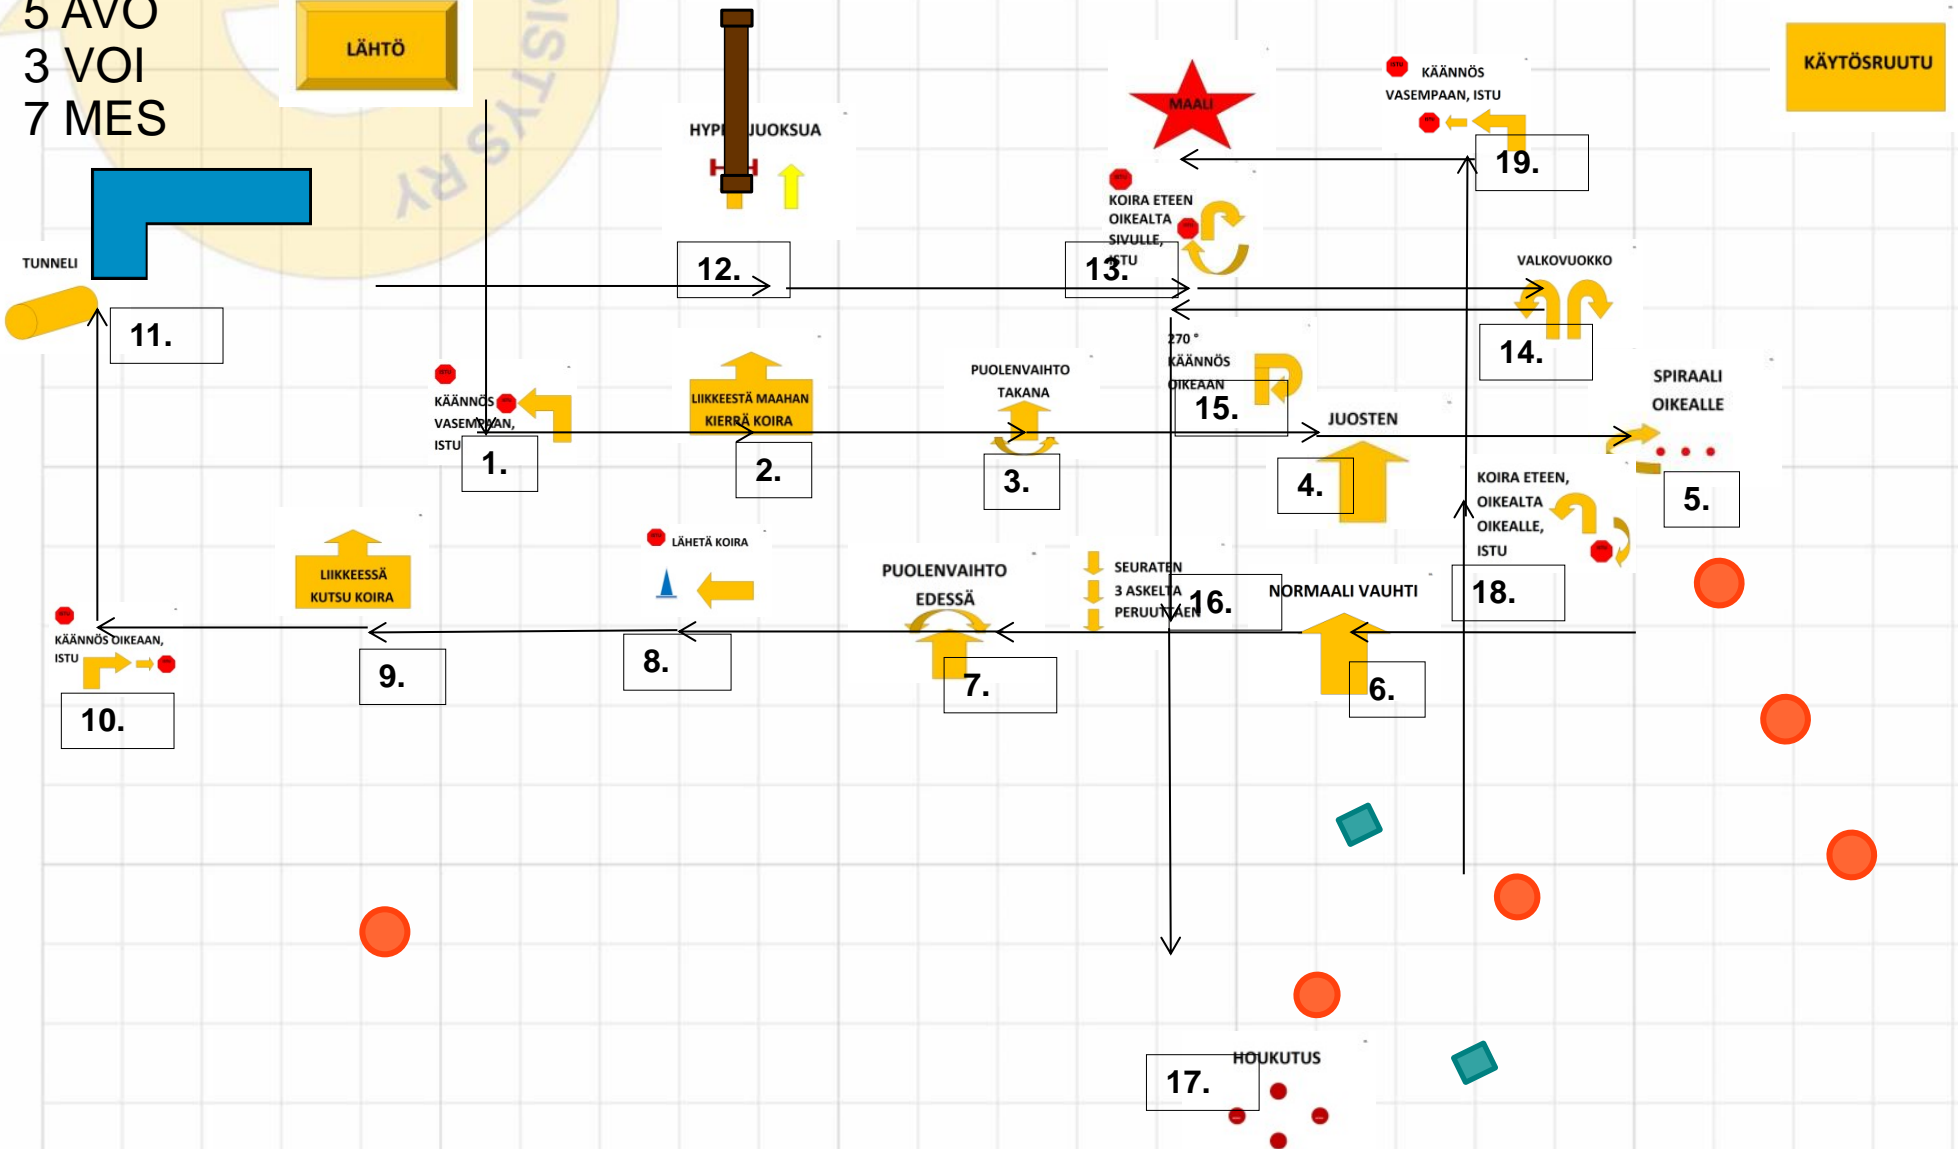 5 AVO
3 VOI
7 MES
LÄHTÖ
ISTYS RY
MAALI
KÄÄNNÖS
VASEMPAAN, ISTU
KÄYTÖSRUUTU
19.
KOIRA ETEEN
OIKEALTA
SIVULLE,
ISTU
13.
12.
TUNNELI
11.
VALKOVUOKKO
14.
KÄÄNNÖS
VASEMPAAN,
ISTU
1.
LIIKKEESTÄ MAAHAN
KIERRÄ KOIRA
2.
PUOLENVAIHTO
TAKANA
3.
270 °
KÄÄNNÖS
OIKEAAN
15.
JUOSTEN
4.
SPIRAALI
OIKEALLE
5.
KOIRA ETEEN,
OIKEALTA
OIKEALLE,
ISTU
18.
NORMAALI VAUHTI
6.
SEURATEN
3 ASKELTA
PERUUTTAEN
16.
PUOLENVAIHTO
EDESSÄ
7.
LÄHETÄ KOIRA
8.
LIIKKEESSÄ
KUTSU KOIRA
9.
KÄÄNNÖS OIKEAAN,
ISTU
10.
HOUKUTUS
17.